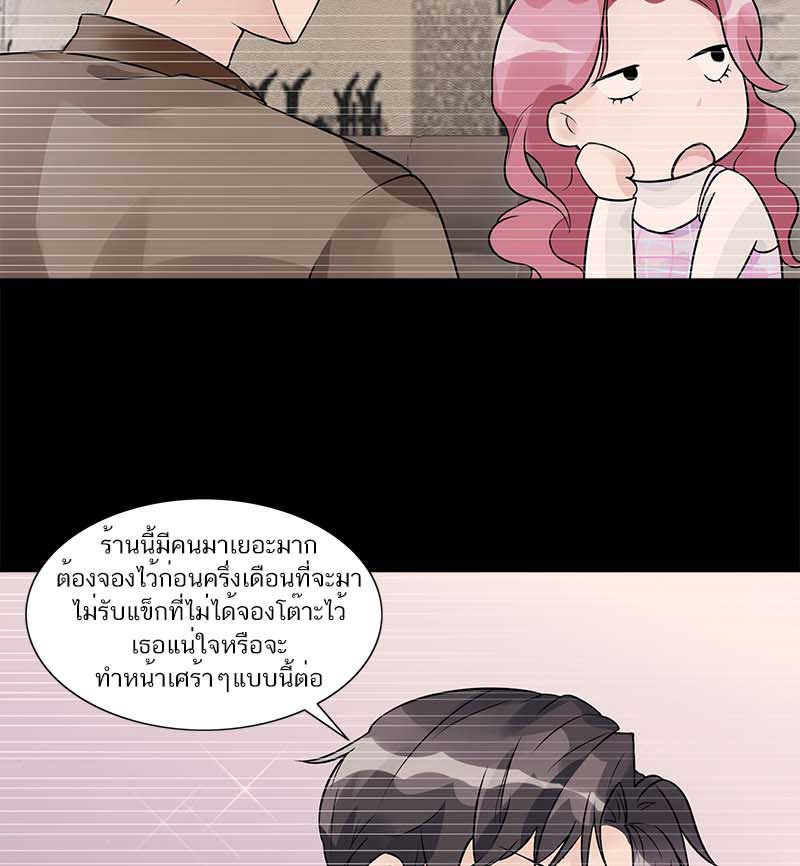 ร้านนี้มีคนมาเยอะมาก
ต้องจองไว้ก่อนครึ่งเดือนที่จะมา
ไม่รับแข็กที่ไม่ได้จองโต๊าะไว้
เธอแน่ใจหรือจะ
ทำหน้าเศร้าๆแบบนี้ต่อ